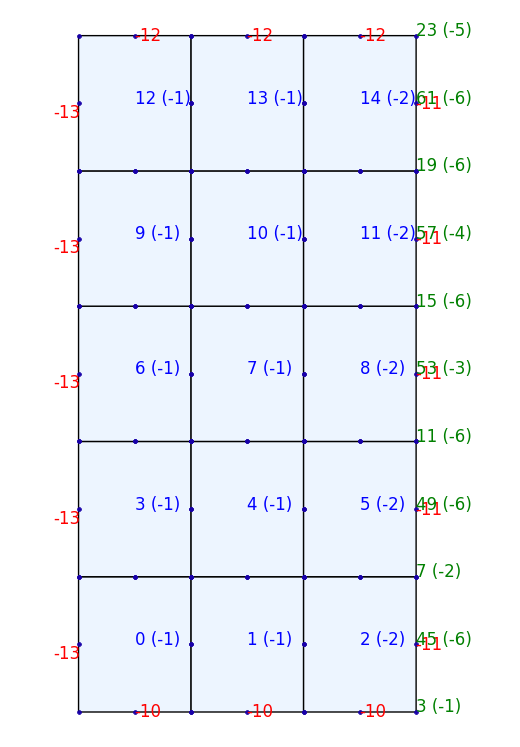 -12 -12 -12 23 (-5)
-13 12 (-1) 13 (-1) 14 (-2) -11 61 (-6)
19 (-6)
-13 9 (-1) 10 (-1) 11 (-2) -11 57 (-4)
15 (-6)
-13 6 (-1) 7 (-1) 8 (-2) -11 53 (-3)
11 (-6)
-13 3 (-1) 4 (-1) 5 (-2) -11 49 (-6)
7 (-2)
-13 0 (-1) 1 (-1) 2 (-2) -11 45 (-6)
-10 -10 -10 3 (-1)